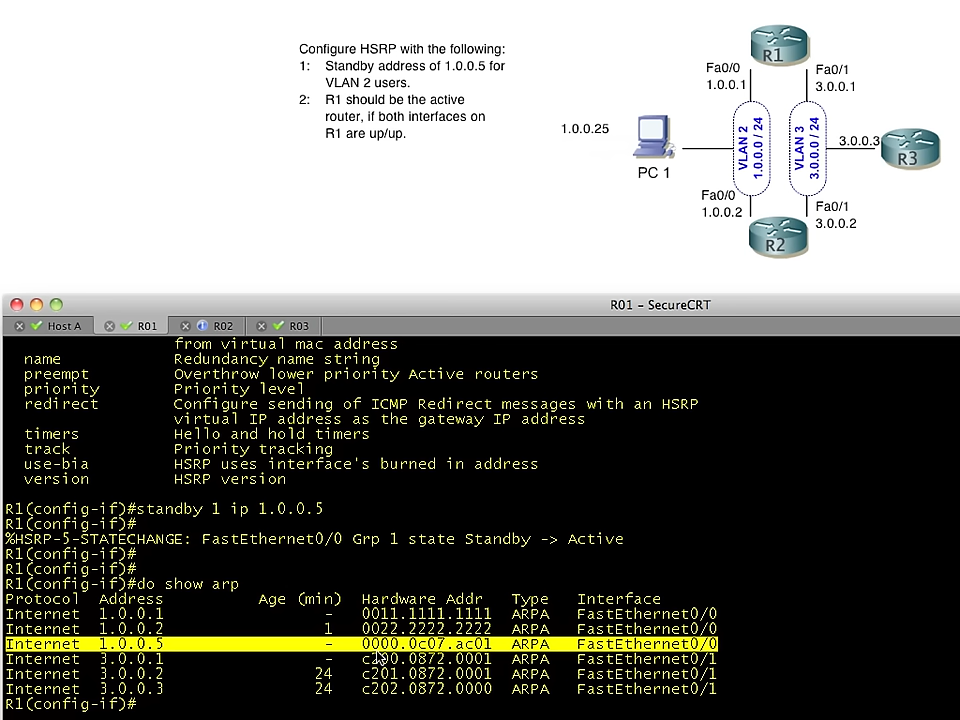 Configure HSRP with the following:
1: Standby address of 1.0.0.5 for
VLAN 2 users.
2: R1 should be the active
router, if both interfaces on
R1 are up/up.
R1
Fa0/0
1.0.0.1
Fa0/1
3.0.0.1
1.0.0.25
PC 1
VLAN 2
1.0.0.0 / 24
VLAN 3
3.0.0.0 / 24
3.0.0.3
R3
Fa0/0
1.0.0.2
Fa0/1
3.0.0.2
R2
R01 – SecureCRT
Host A R01 R02 R03
from virtual mac address
name Redundancy name string
preempt Overthrow lower priority Active routers
priority Priority level
redirect Configure sending of ICMP Redirect messages with an HSRP
virtual IP address as the gateway IP address
timers Hello and hold timers
track Priority tracking
use-bia HSRP uses interface's burned in address
version HSRP version
R1(config-if)#standby 1 ip 1.0.0.5
R1(config-if)#
%HSRP-5-STATECHANGE: FastEthernet0/0 Grp 1 state Standby -> Active
R1(config-if)#
R1(config-if)#
R1(config-if)#do show arp
Protocol Address Age (min) Hardware Addr Type Interface
Internet 1.0.0.1 - 0011.1111.1111 ARPA FastEthernet0/0
Internet 1.0.0.2 1 0022.2222.2222 ARPA FastEthernet0/0
Internet 1.0.0.5 - 0000.0c07.ac01 ARPA FastEthernet0/0
Internet 3.0.0.1 - c200.0872.0001 ARPA FastEthernet0/1
Internet 3.0.0.2 24 c201.0872.0001 ARPA FastEthernet0/1
Internet 3.0.0.3 24 c202.0872.0000 ARPA FastEthernet0/1
R1(config-if)#